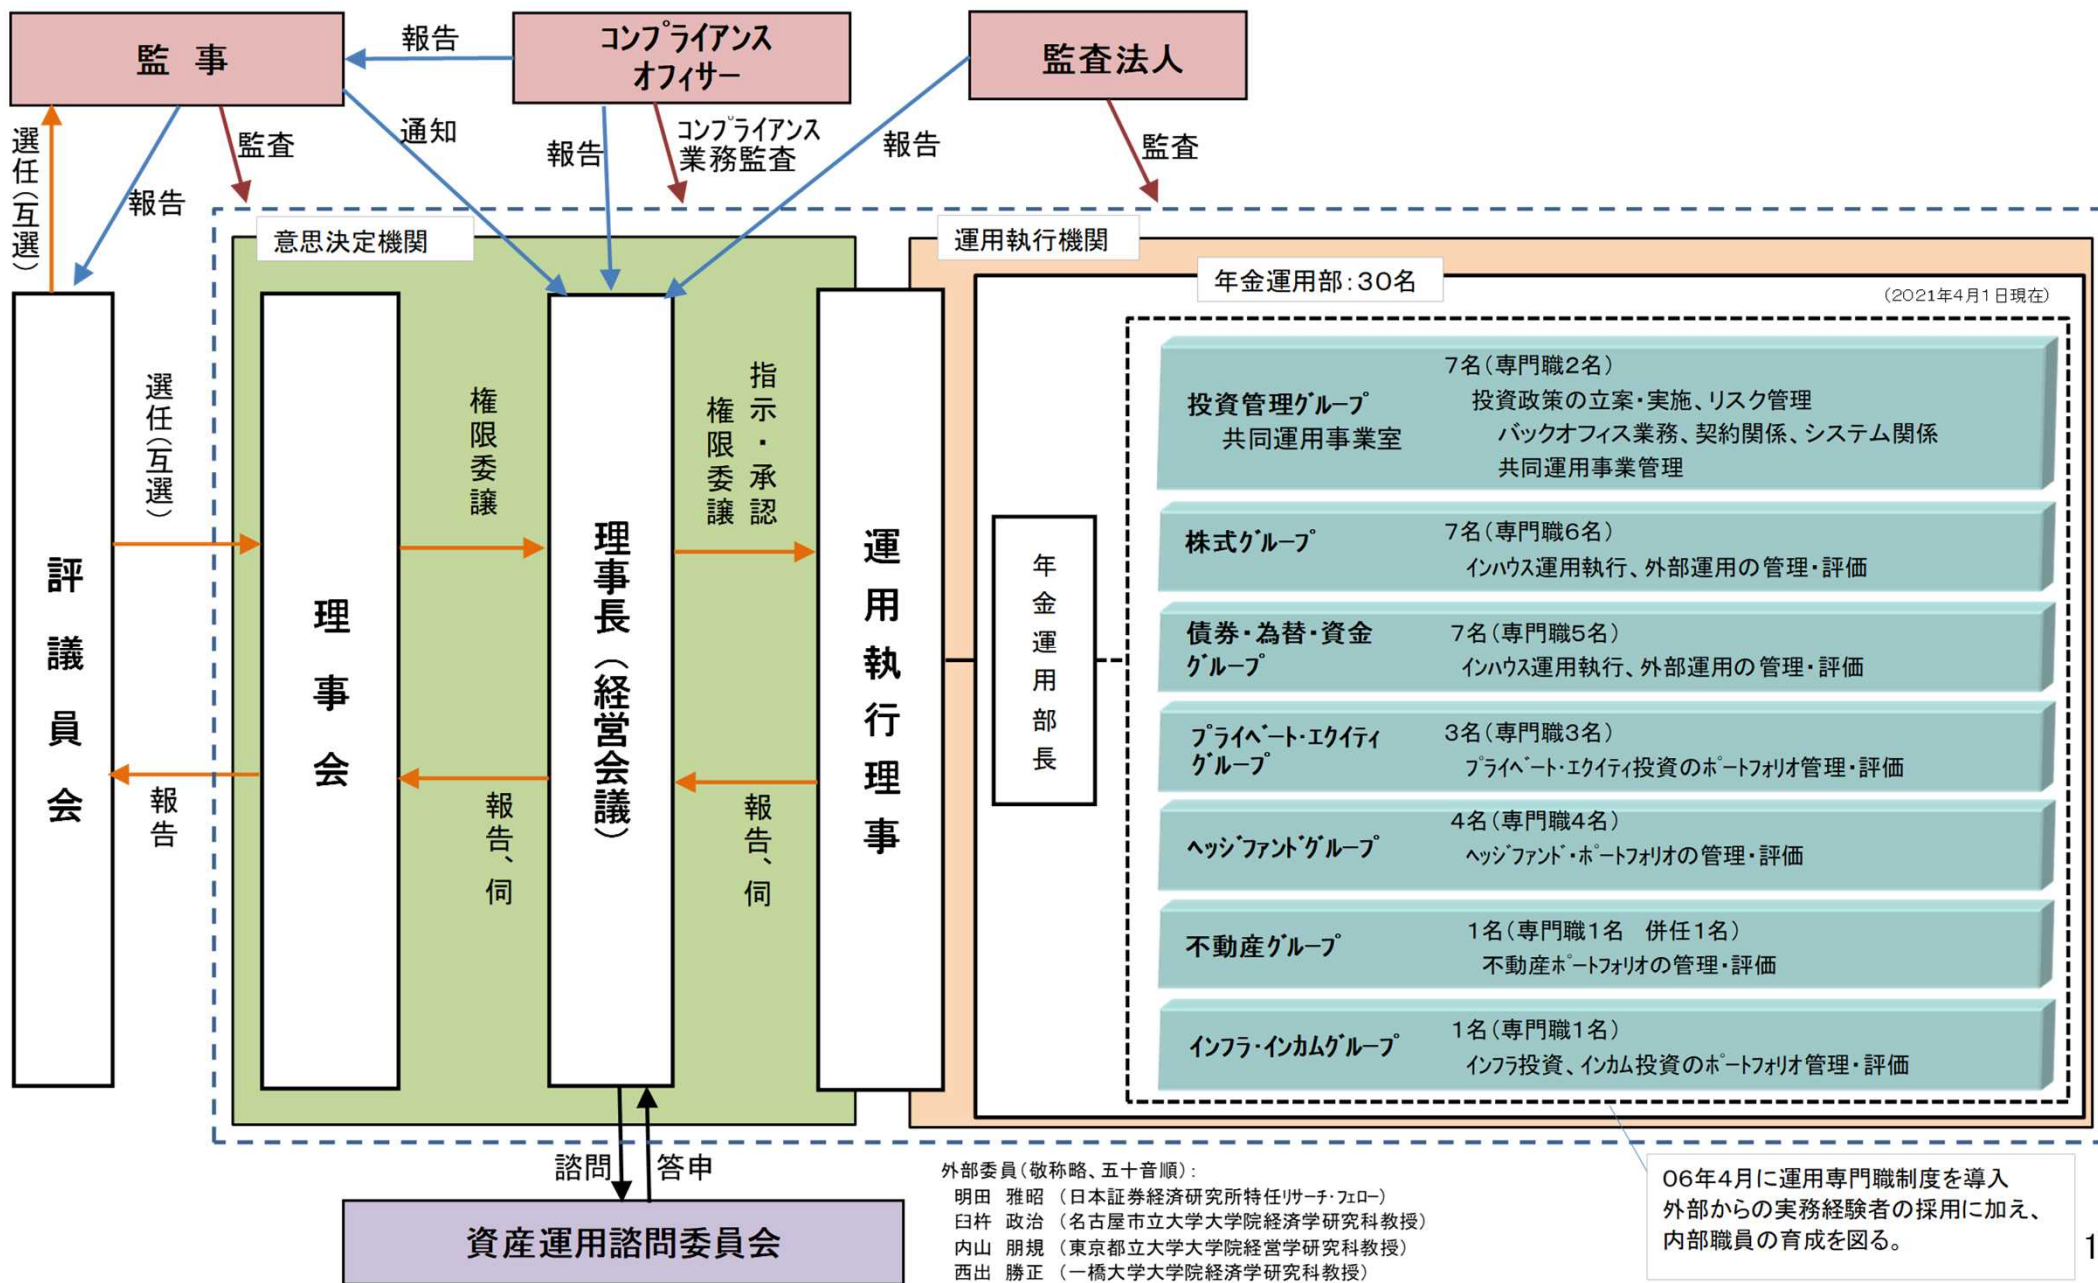 監 事
コンプライアンス
オフィサー
監査法人
報告
選任(互選)
報告
監査
通知
報告
コンプライアンス
業務監査
報告
監査
意思決定機関
運用執行機関
年金運用部:30名
(2021年4月1日現在)
評議員会
選任(互選)
報告
理事会
権限委譲
報告、伺
理事長(経営会議)
指示・承認
権限委譲
報告、伺
運用執行理事
年金運用部長
投資管理グループ
共同運用事業室
7名(専門職2名)
投資政策の立案・実施、リスク管理
バックオフィス業務、契約関係、システム関係
共同運用事業管理
株式グループ
7名(専門職6名)
インハウス運用執行、外部運用の管理・評価
債券・為替・資金
グループ
7名(専門職5名)
インハウス運用執行、外部運用の管理・評価
プライベート・エクイティ
グループ
3名(専門職3名)
プライベート・エクイティ投資のポートフォリオ管理・評価
ヘッジファンドグループ
4名(専門職4名)
ヘッジファンド・ポートフォリオの管理・評価
不動産グループ
1名(専門職1名 併任1名)
不動産ポートフォリオの管理・評価
インフラ・インカムグループ
1名(専門職1名)
インフラ投資、インカム投資のポートフォリオ管理・評価
諮問
答申
資産運用諮問委員会
外部委員(敬称略、五十音順):
明田 雅昭 (日本証券経済研究所特任リサーチ・フェロー)
臼杵 政治 (名古屋市立大学大学院経済学研究科教授)
内山 朋規 (東京都立大学大学院経営学研究科教授)
西出 勝正 (一橋大学大学院経済学研究科教授)
06年4月に運用専門職制度を導入
外部からの実務経験者の採用に加え、
内部職員の育成を図る。
1